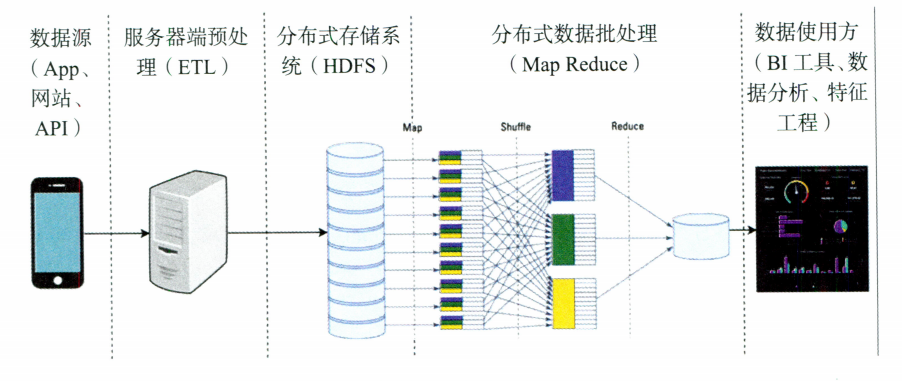 数据源
（App、
网站、
API）
服务器端预处
理（ETL）
分布式存储系
统（HDFS）
分布式数据批处理
（Map Reduce）
数据使用方
（BI 工具、数
据分析、特征
工程）
Map
Shuffle
Reduce